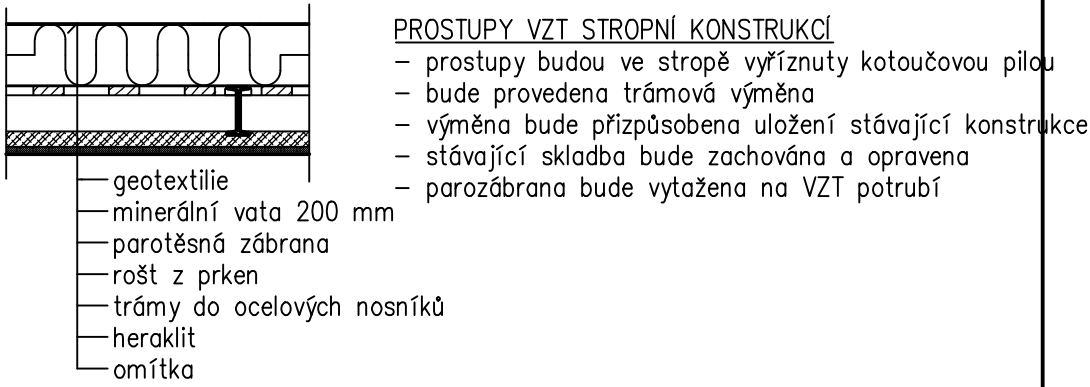 PROSTUPY VZT STROPNÍ KONSTRUKCÍ
– prostupy budou ve stropě vyříznuty kotoučovou pilou
– bude provedena trámová výměna
– výměna bude přizpůsobena uložení stávající konstrukce
– stávající skladba bude zachována a opravena
– parozábrana bude vytažena na VZT potrubí
geotextilie
minerální vata 200 mm
parotěsná zábrana
rošt z prken
trámy do ocelových nosníků
heraklit
omítka